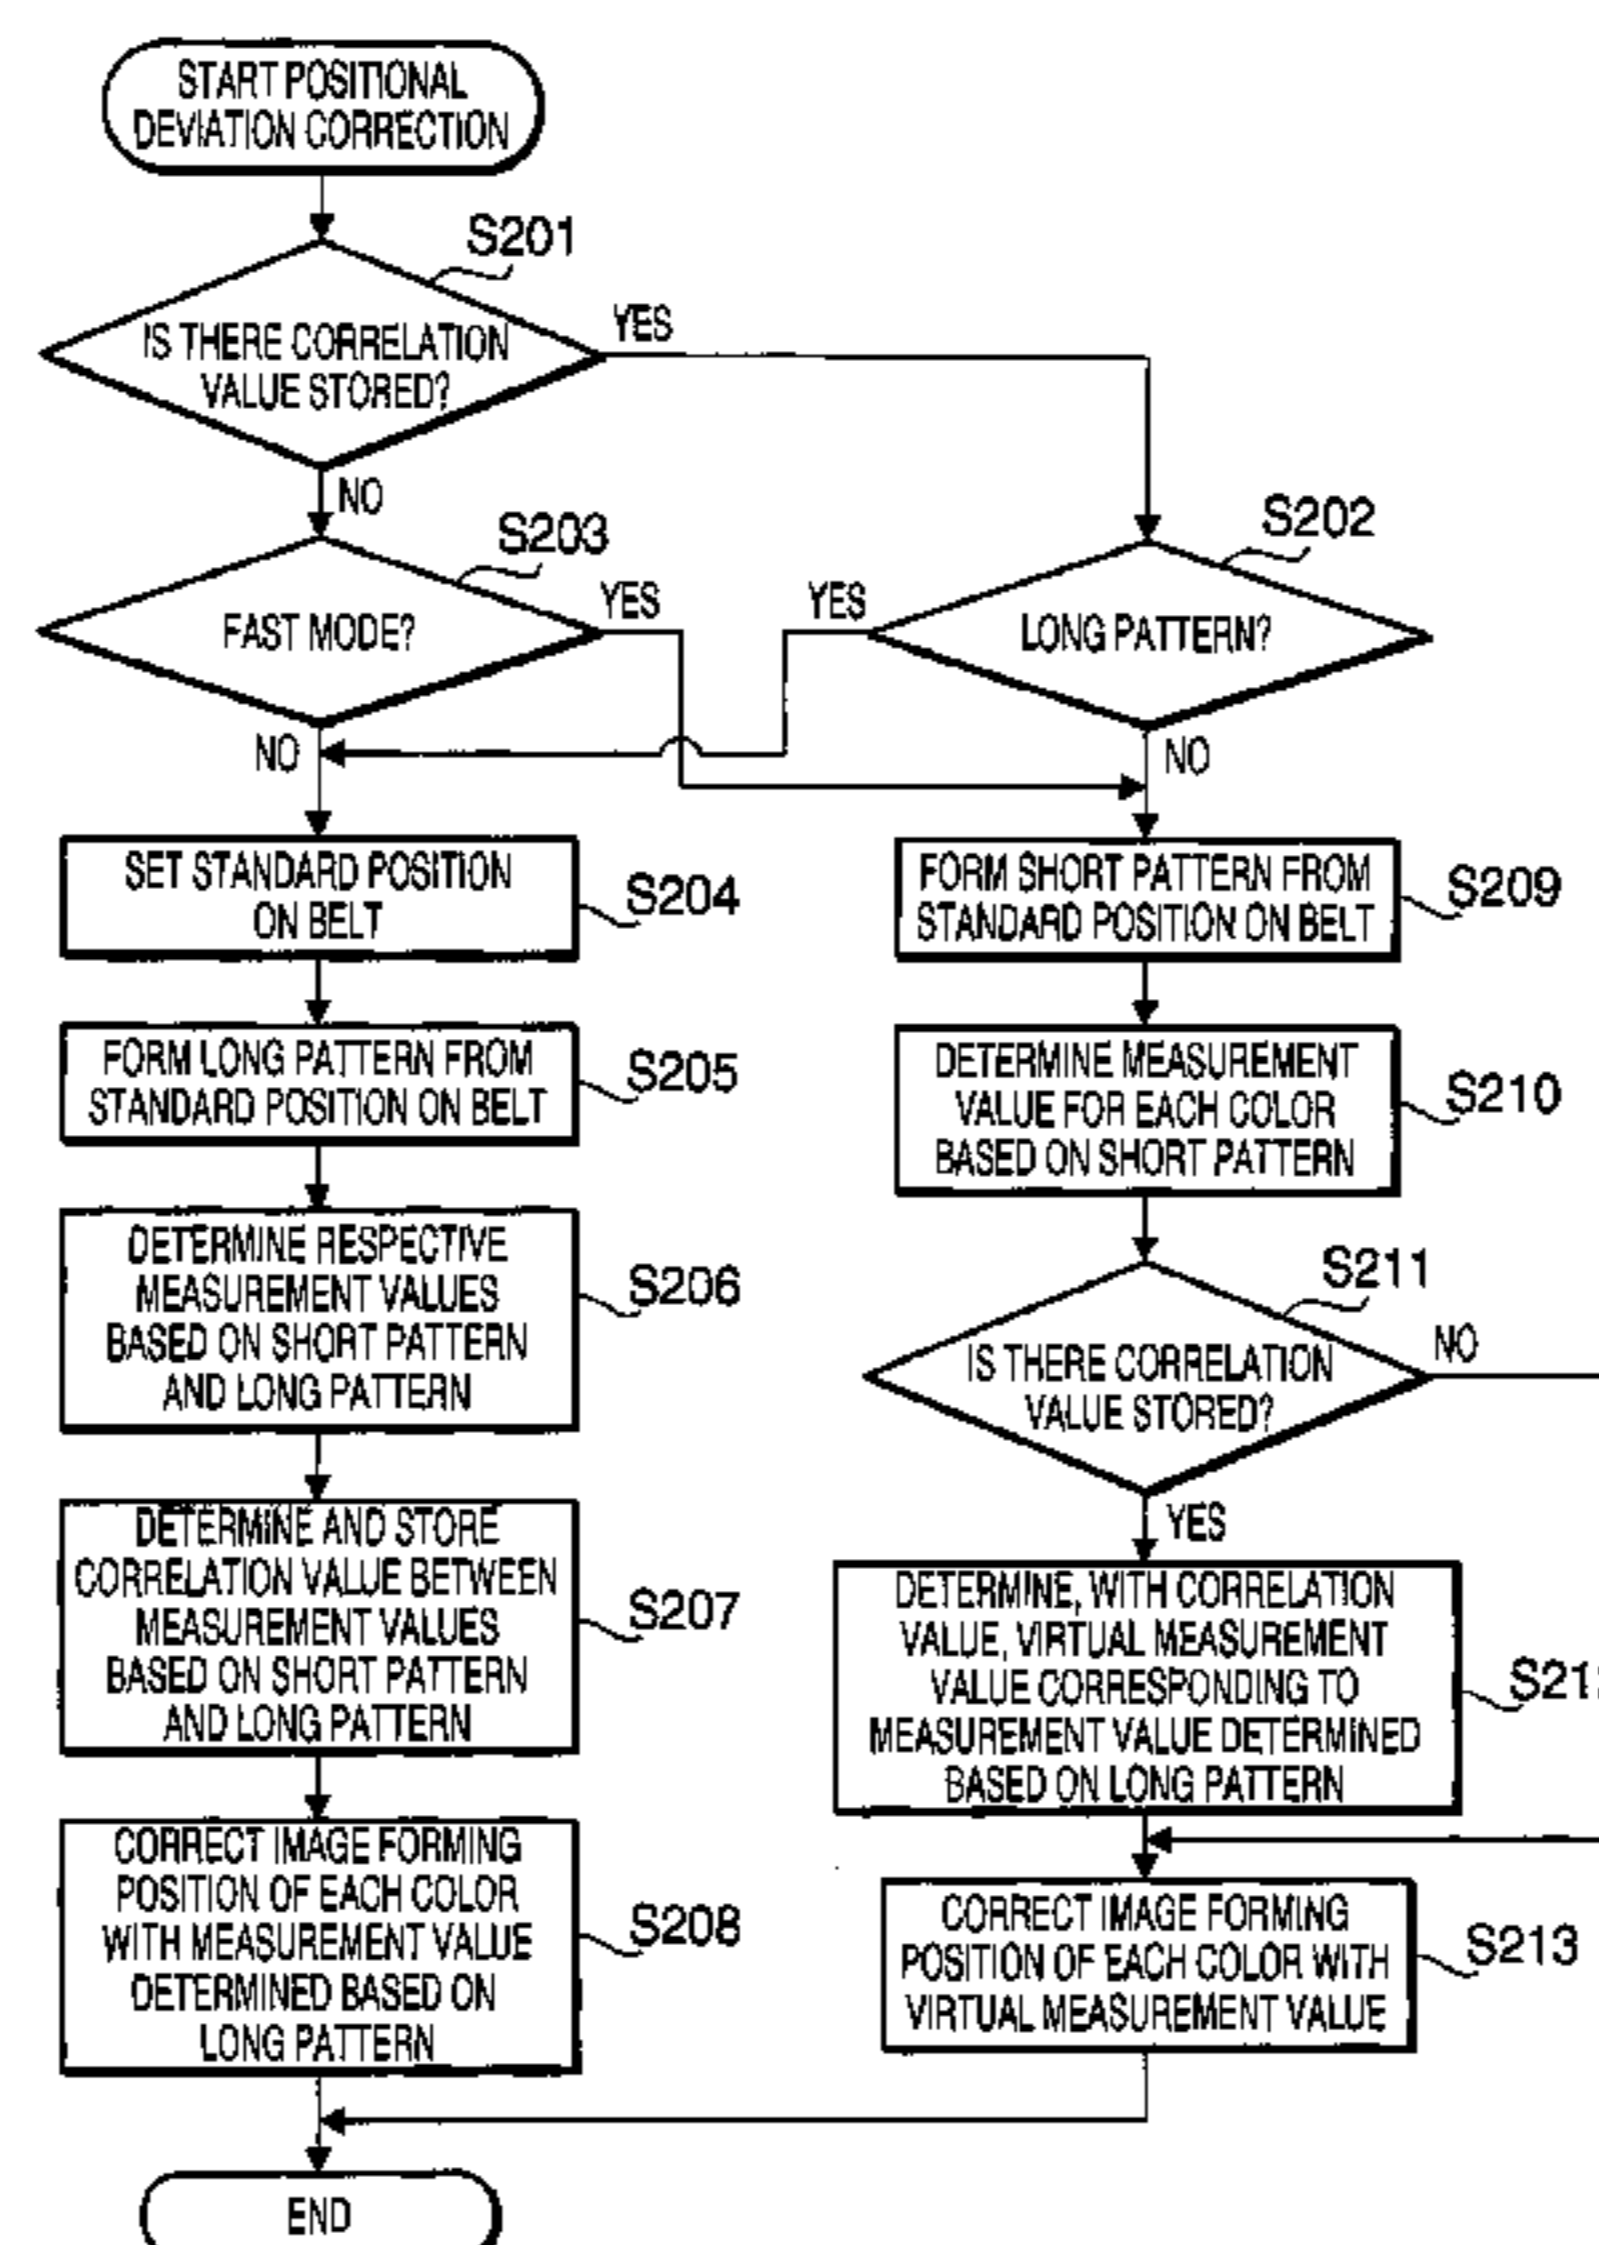 START POSITIONAL
DEVIATION CORRECTION
S201
IS THERE CORRELATION
VALUE STORED?
YES
NO
S203
FAST MODE?
YES
NO
S202
LONG PATTERN?
YES
NO
SET STANDARD POSITION
ON BELT
S204
FORM LONG PATTERN FROM
STANDARD POSITION ON BELT
S205
DETERMINE RESPECTIVE
MEASUREMENT VALUES
BASED ON SHORT PATTERN
AND LONG PATTERN
S206
DETERMINE AND STORE
CORRELATION VALUE BETWEEN
MEASUREMENT VALUES
BASED ON SHORT PATTERN
AND LONG PATTERN
S207
CORRECT IMAGE FORMING
POSITION OF EACH COLOR
WITH MEASUREMENT VALUE
DETERMINED BASED ON
LONG PATTERN
S208
FORM SHORT PATTERN FROM
STANDARD POSITION ON BELT
S209
DETERMINE MEASUREMENT
VALUE FOR EACH COLOR
BASED ON SHORT PATTERN
S210
S211
IS THERE CORRELATION
VALUE STORED?
NO
YES
DETERMINE, WITH CORRELATION
VALUE, VIRTUAL MEASUREMENT
VALUE CORRESPONDING TO
MEASUREMENT VALUE DETERMINED
BASED ON LONG PATTERN
S212
CORRECT IMAGE FORMING
POSITION OF EACH COLOR WITH
VIRTUAL MEASUREMENT VALUE
S213
END